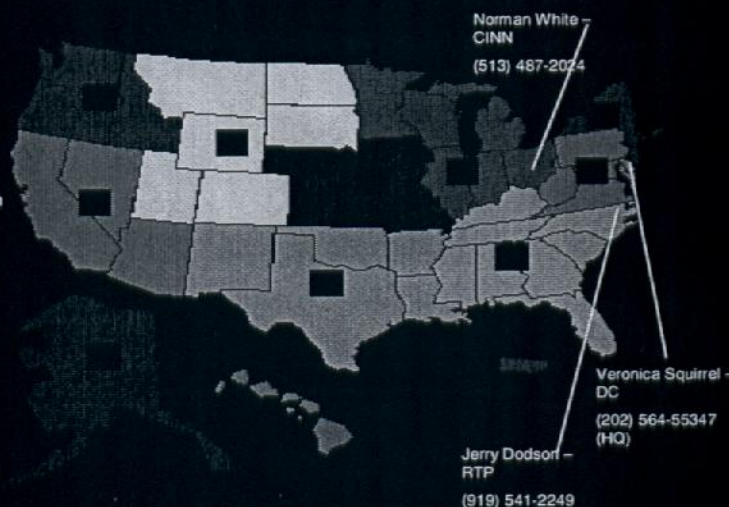 Norman White –
CINN
(513) 487-2024
Veronica Squirrel –
DC
(202) 564-55347
(HQ)
Jerry Dodson –
RTP
(919) 541-2249